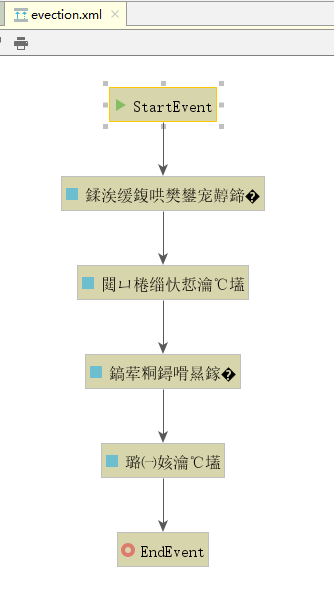 evection.xml
StartEvent
鍒涘缓鍑哄樊鐢宠鍗�
閮ㄩ棬缁忕悊瀹℃壒
鎬荤粡鐞嗗鎵�
璐㈠姟瀹℃壒
EndEvent